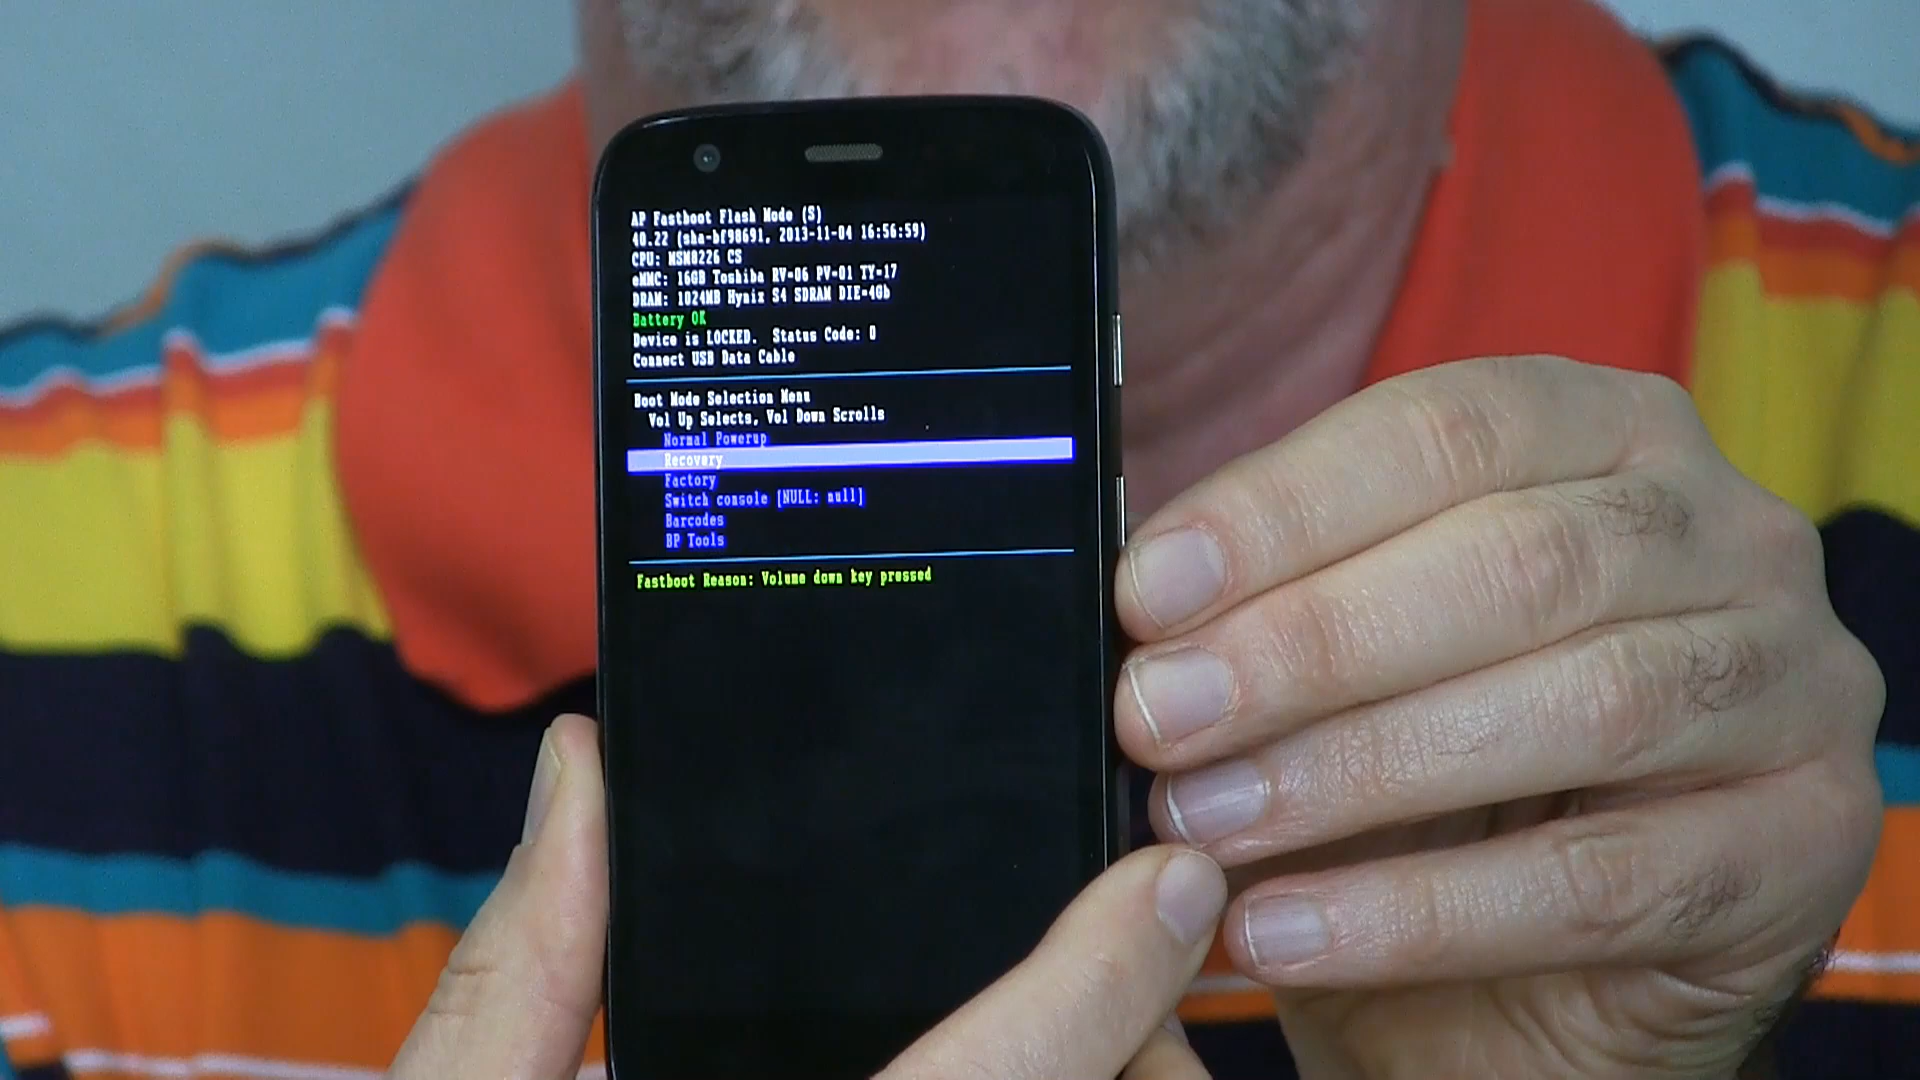 AP Fastboot Flash Mode (S)
40.22 (sha-bf98691, 2013-11-04 16:56:59)
CPU: MSM8226 CS
eMMC: 16GB Toshiba RV=06 PV=01 TY=17
DRAM: 1024MB Hynix S4 SDRAM DIE=4Gb
Battery OK
Device is LOCKED. Status Code: 0
Connect USB Data Cable
Boot Mode Selection Menu
Vol Up Selects, Vol Down Scrolls
Normal Powerup
Recovery
Factory
Switch console [NULL: null]
Barcodes
BP Tools
Fastboot Reason: Volume down key pressed